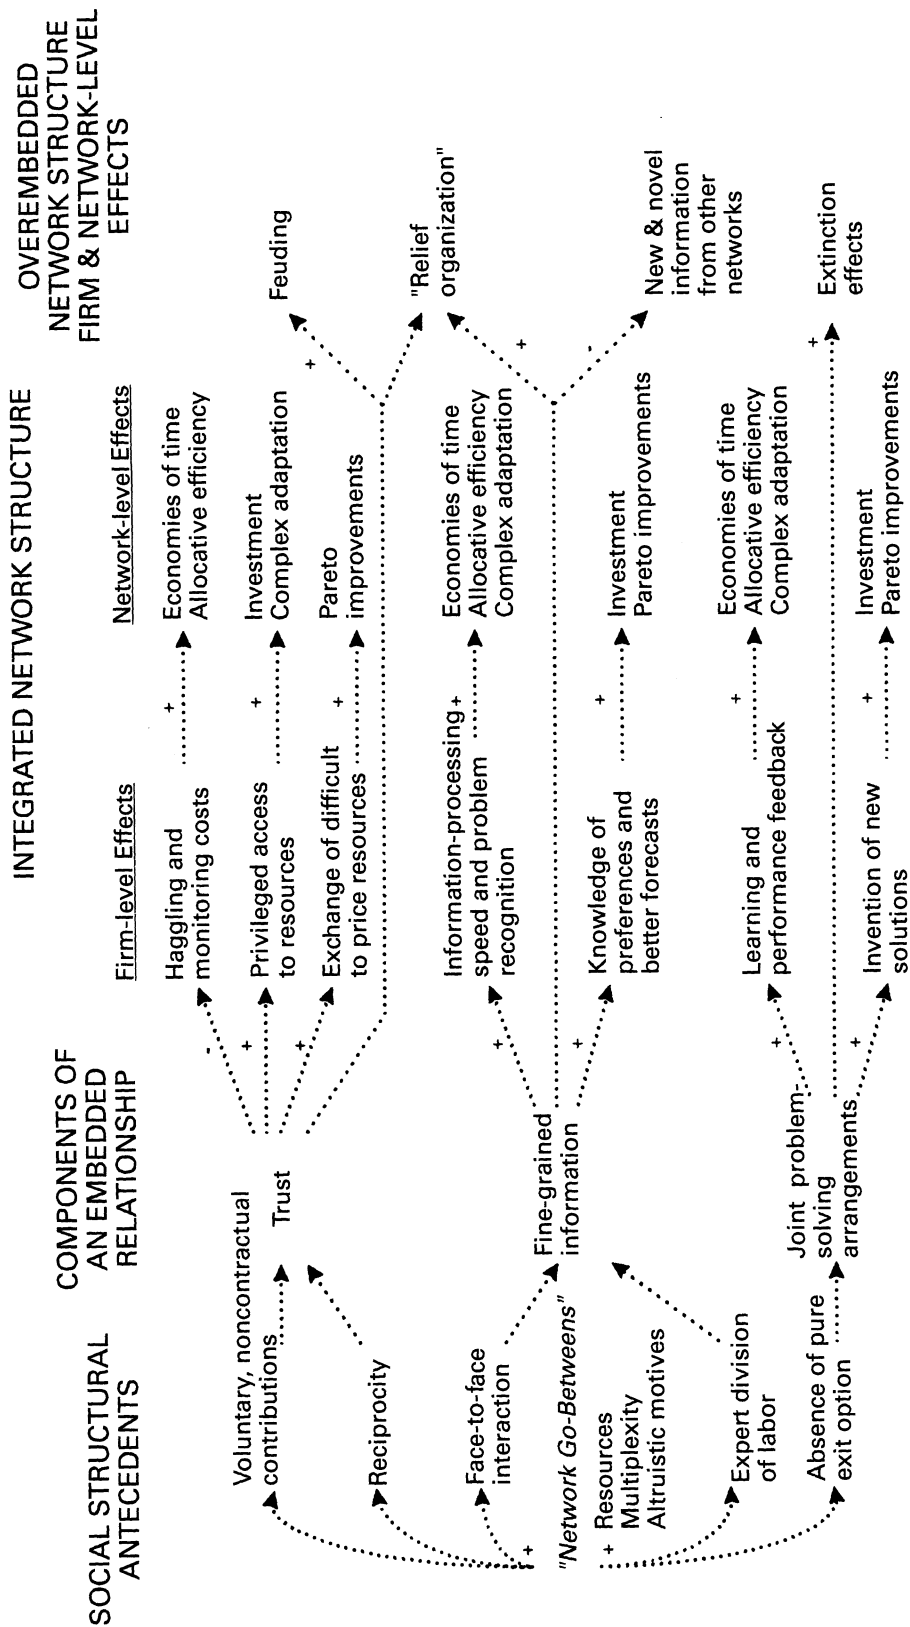 SOCIAL STRUCTURAL
ANTECEDENTS
COMPONENTS OF
AN EMBEDDED
RELATIONSHIP
INTEGRATED NETWORK STRUCTURE
Firm-level Effects
Network-level Effects
OVEREMBEDDED
NETWORK STRUCTURE
FIRM & NETWORK-LEVEL
EFFECTS
Voluntary, noncontractual
contributions
Reciprocity
Face-to-face
interaction
+
"Network Go-Betweens"
+
Resources
Multiplexity
Altruistic motives
Expert division
of labor
Absence of pure
exit option
Trust
Fine-grained
information
Joint problem-
solving
arrangements
-
Haggling and
monitoring costs
+
Economies of time
Allocative efficiency
+
Privileged access
to resources
+
Investment
Complex adaptation
+
Exchange of difficult
to price resources
+
Pareto
improvements
+
Feuding
"Relief
organization"
+
Information-processing
speed and problem
recognition
+
Economies of time
Allocative efficiency
Complex adaptation
+
+
Knowledge of
preferences and
better forecasts
+
Investment
Pareto improvements
-
New & novel
information
from other
networks
+
Learning and
performance feedback
+
Economies of time
Allocative efficiency
Complex adaptation
+
Extinction
effects
+
Invention of new
solutions
+
Investment
Pareto improvements